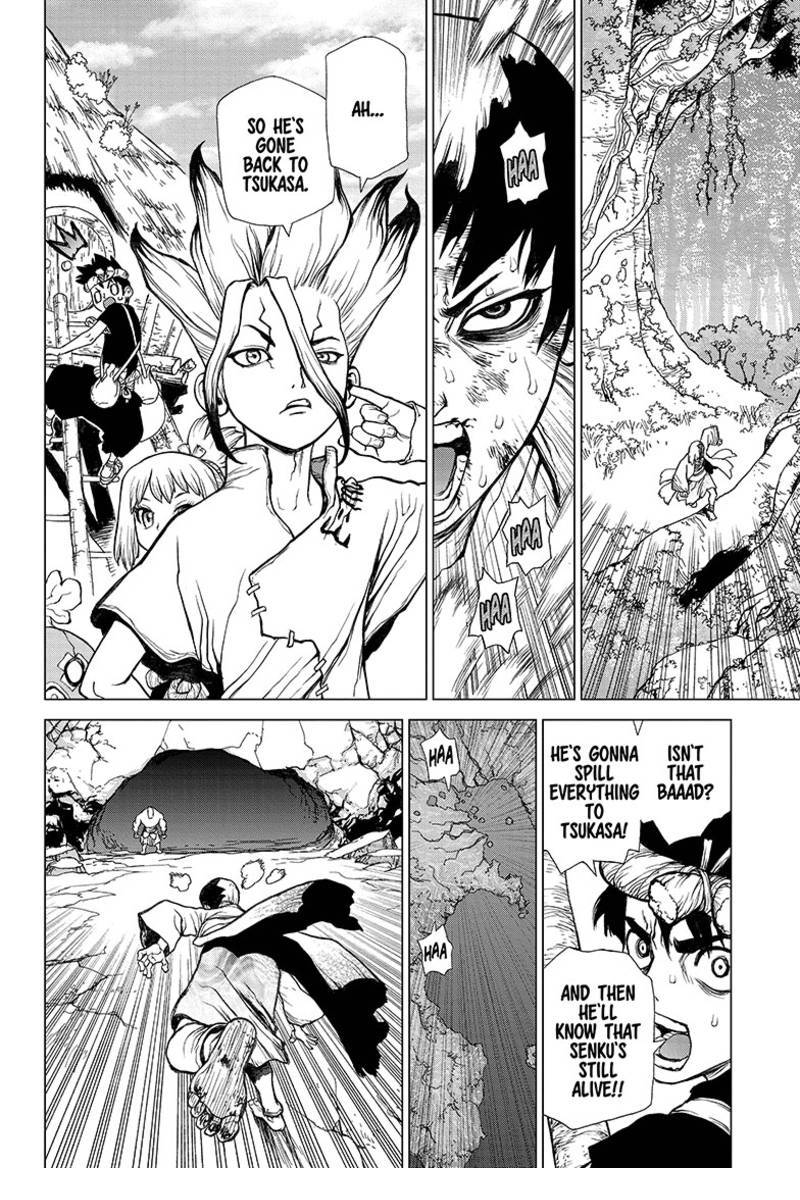 HAA
HAA
HAA
AH...
SO HE'S
GONE
BACK TO
TSUKASA.
ISN'T
THAT
BAAAD?
HE'S GONNA
SPILL
EVERYTHING
TO
TSUKASA!
AND THEN
HE'LL
KNOW THAT
SENKU'S
STILL
ALIVE!!
HAA
HAA